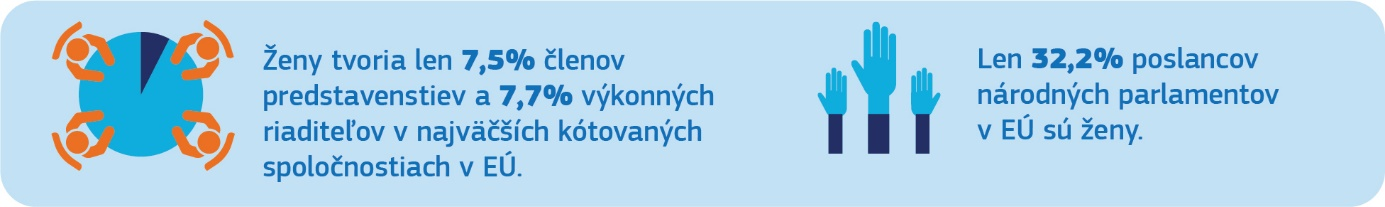 Ženy tvoria len 7,5% členov
predstavenstiev a 7,7% výkonných
riaditeľov v najväčších kótovaných
spoločnostiach v EÚ.
Len 32,2% poslancov
národných parlamentov
v EÚ sú ženy.